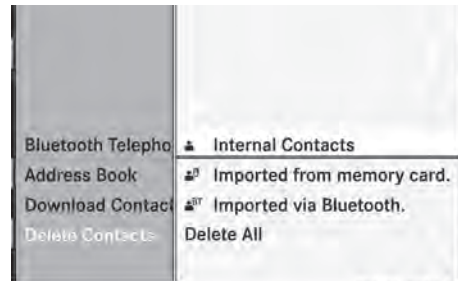 Bluetooth Telepho
Address Book
Download Contact
Delete Contacts
Internal Contacts
Imported from memory card.
BT Imported via Bluetooth.
Delete All